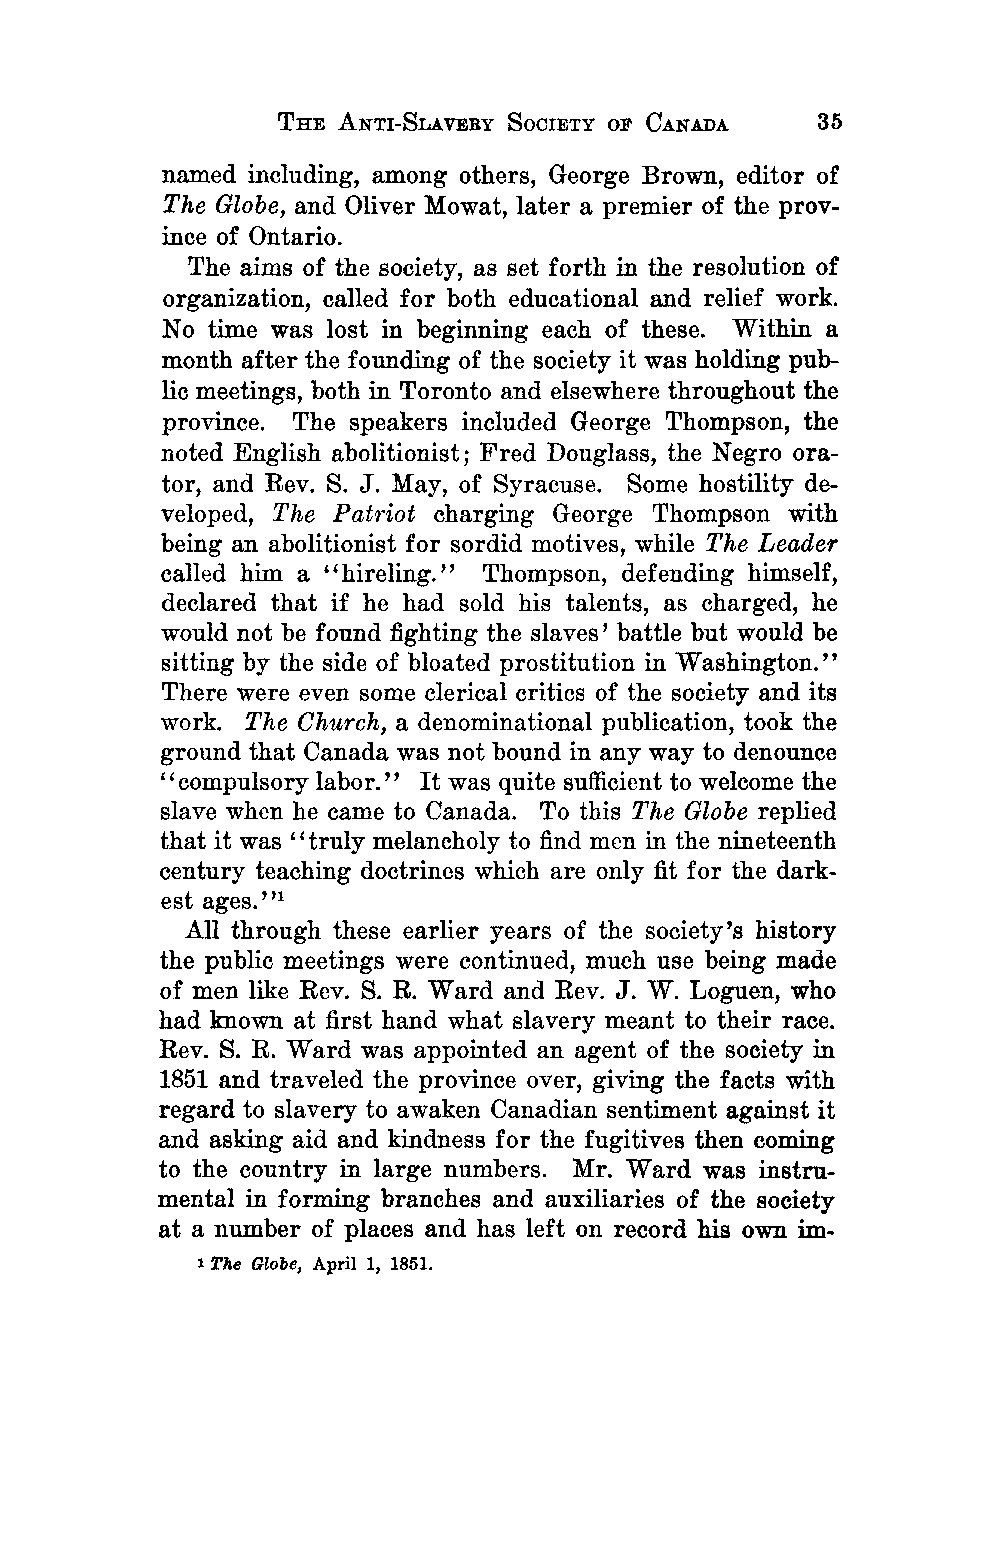 THE ANTI-SLAVERY SOCIETY OF CANADA 35
named including, among others, George Brown, editor of
The Globe, and Oliver Mowat, later a premier of the prov-
ince of Ontario.
The aims of the society, as set forth in the resolution of
organization, called for both educational and relief work.
No time was lost in beginning each of these. Within a
month after the founding of the society it was holding pub-
lic meetings, both in Toronto and elsewhere throughout the
province. The speakers included George Thompson, the
noted English abolitionist; Fred Douglass, the Negro ora-
tor, and Rev. S. J. May, of Syracuse. Some hostility de-
veloped, The Patriot charging George Thompson with
being an abolitionist for sordid motives, while The Leader
called him a “hireling.” Thompson, defending himself,
declared that if he had sold his talents, as charged, he
would not be found fighting the slaves’ battle but would be
sitting by the side of bloated prostitution in Washington.”
There were even some clerical critics of the society and its
work. The Church, a denominational publication, took the
ground that Canada was not bound in any way to denounce
“compulsory labor.” It was quite sufficient to welcome the
slave when he came to Canada. To this The Globe replied
that it was “truly melancholy to find men in the nineteenth
century teaching doctrines which are only fit for the dark-
est ages.”¹
All through these earlier years of the society’s history
the public meetings were continued, much use being made
of men like Rev. S. R. Ward and Rev. J. W. Loguen, who
had known at first hand what slavery meant to their race.
Rev. S. R. Ward was appointed an agent of the society in
1851 and traveled the province over, giving the facts with
regard to slavery to awaken Canadian sentiment against it
and asking aid and kindness for the fugitives then coming
to the country in large numbers. Mr. Ward was instru-
mental in forming branches and auxiliaries of the society
at a number of places and has left on record his own im-
¹ The Globe, April 1, 1851.